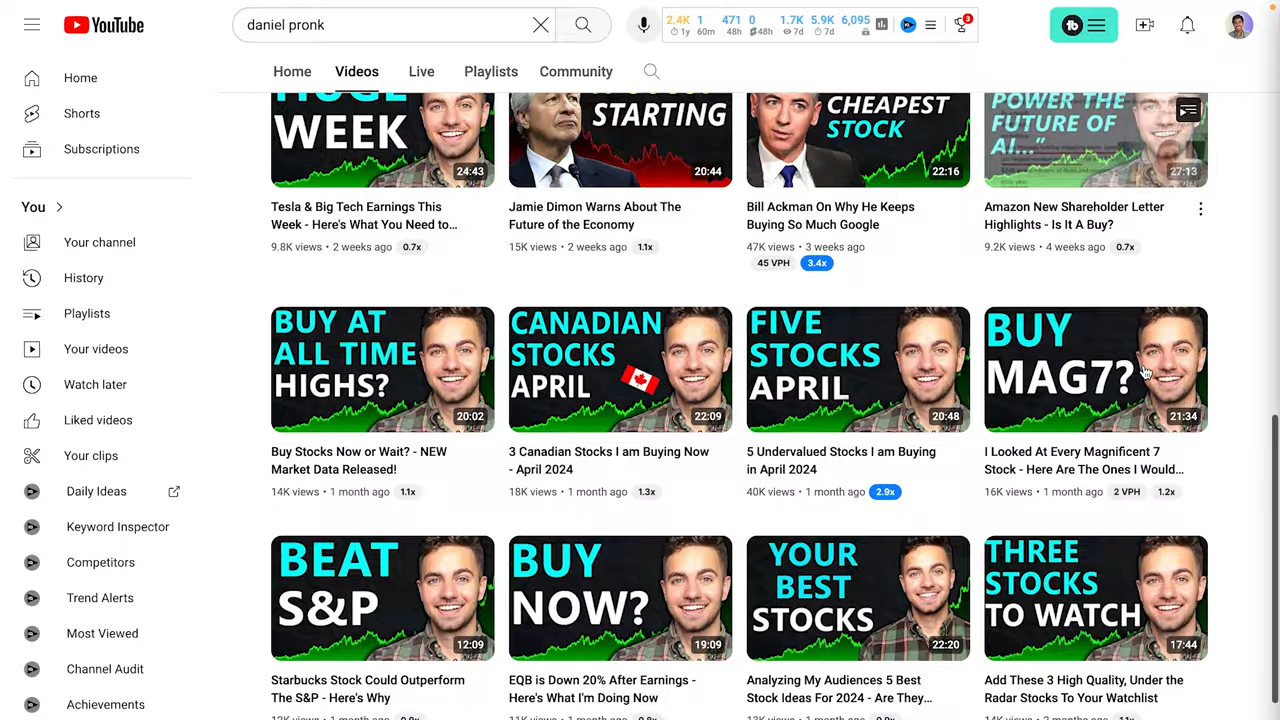 YouTube
daniel pronk
2.4K 1 471 0 1.7K 5.9K 6,095
1y 60m 48h 48h 7d 7d
3
Home
Videos
Live
Playlists
Community
Home
Shorts
Subscriptions
You
Your channel
History
Playlists
Your videos
Watch later
Liked videos
Your clips
Daily Ideas
Keyword Inspector
Competitors
Trend Alerts
Most Viewed
Channel Audit
Achievements
HUGE
WEEK
24:43
Tesla & Big Tech Earnings This
Week - Here's What You Need to...
9.8K views • 2 weeks ago 0.7x
STARTING
20:44
Jamie Dimon Warns About The
Future of the Economy
15K views • 2 weeks ago 1.1x
CHEAPEST
STOCK
22:16
Bill Ackman On Why He Keeps
Buying So Much Google
47K views • 3 weeks ago
45 VPH 3.4x
POWER THE
FUTURE OF
AI..."
27:13
Amazon New Shareholder Letter
Highlights - Is It A Buy?
9.2K views • 4 weeks ago 0.7x
BUY AT
ALL TIME
HIGHS?
20:02
Buy Stocks Now or Wait? - NEW
Market Data Released!
14K views • 1 month ago 1.1x
CANADIAN
STOCKS
APRIL
22:09
3 Canadian Stocks I am Buying Now
- April 2024
18K views • 1 month ago 1.3x
FIVE
STOCKS
APRIL
20:48
5 Undervalued Stocks I am Buying
in April 2024
40K views • 1 month ago 2.9x
BUY
MAG7?
21:34
I Looked At Every Magnificent 7
Stock - Here Are The Ones I Would...
16K views • 1 month ago 2 VPH 1.2x
BEAT
S&P
12:09
Starbucks Stock Could Outperform
The S&P - Here's Why
BUY
NOW?
19:09
EQB is Down 20% After Earnings -
Here's What I'm Doing Now
YOUR
BEST
STOCKS
22:20
Analyzing My Audiences 5 Best
Stock Ideas For 2024 - Are They...
THREE
STOCKS
TO WATCH
17:44
Add These 3 High Quality, Under the
Radar Stocks To Your Watchlist